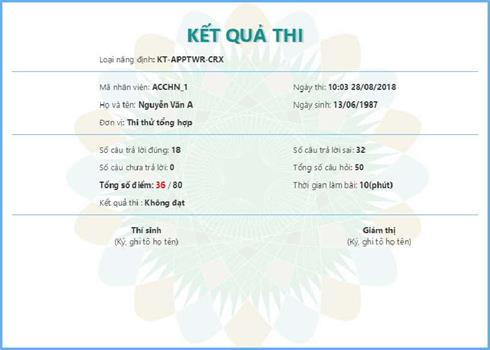 KẾT QUẢ THI
Loại năng định: KT-APPTWR-CRX
Mã nhân viên: ACCHN_1 Ngày thi: 10:03 28/08/2018
Họ và tên: Nguyễn Văn A Ngày sinh: 13/06/1987
Đơn vị: Thi thử tổng hợp
Số câu trả lời đúng: 18 Số câu trả lời sai: 32
Số câu chưa trả lời: 0 Tổng số câu hỏi: 50
Tổng số điểm: 36 / 80 Thời gian làm bài: 10(phút)
Kết quả thi : Không đạt
Thí sinh Giám thị
(Ký, ghi rõ họ tên) (Ký, ghi rõ họ tên)